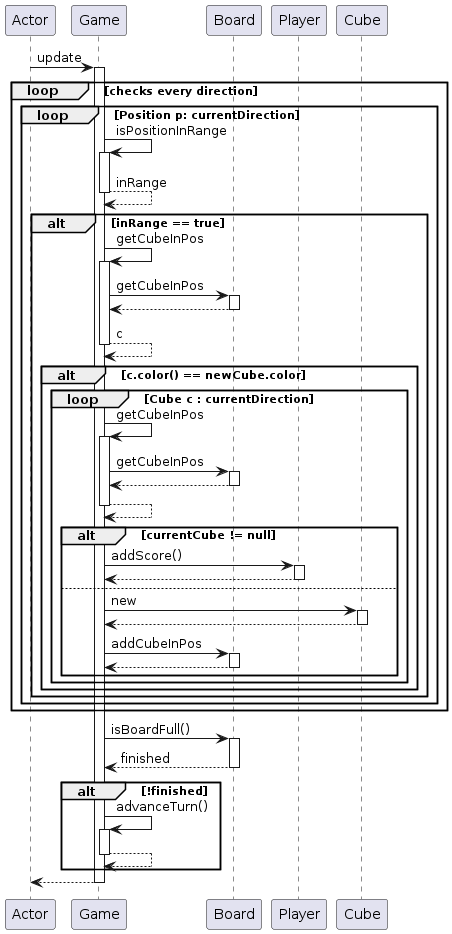 Actor Game Board Player Cube
update
loop [checks every direction]
loop [Position p: currentDirection]
isPositionInRange
inRange
alt [inRange == true]
getCubeInPos
getCubeInPos
c
alt [c.color() == newCube.color]
loop [Cube c : currentDirection]
getCubeInPos
getCubeInPos
alt [currentCube != null]
addScore()
new
addCubeInPos
isBoardFull()
finished
alt [!finished]
advanceTurn()
Actor Game Board Player Cube